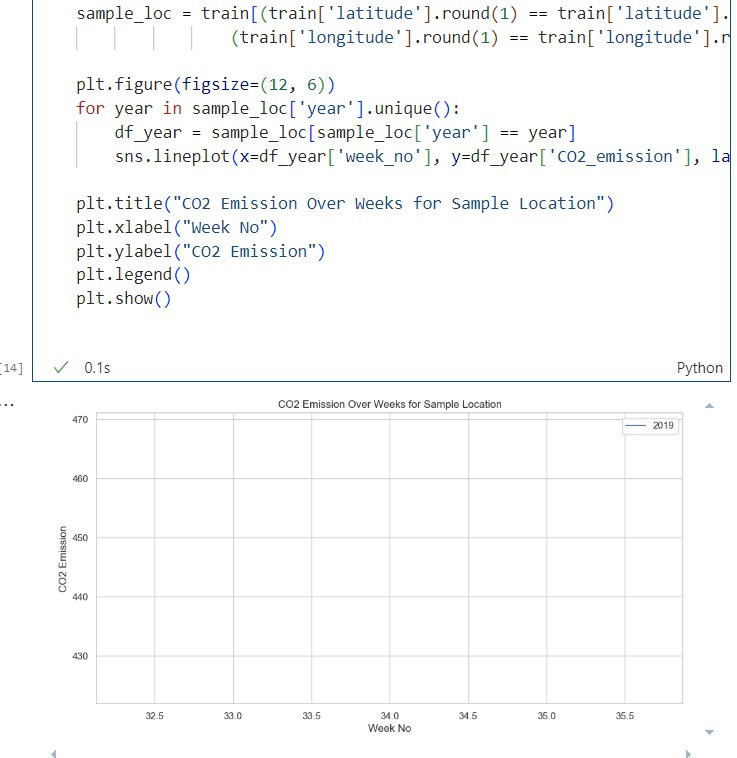 sample_loc = train[(train['latitude'].round(1) == train['latitude'].
(train['longitude'].round(1) == train['longitude'].r
plt.figure(figsize=(12, 6))
for year in sample_loc['year'].unique():
df_year = sample_loc[sample_loc['year'] == year]
sns.lineplot(x=df_year['week_no'], y=df_year['CO2_emission'], la
plt.title("CO2 Emission Over Weeks for Sample Location")
plt.xlabel("Week No")
plt.ylabel("CO2 Emission")
plt.legend()
plt.show()
[14]
0.1s
Python
...
CO2 Emission Over Weeks for Sample Location
2019
470
460
450
440
430
CO2 Emission
32.5 33.0 33.5 34.0 34.5 35.0 35.5
Week No